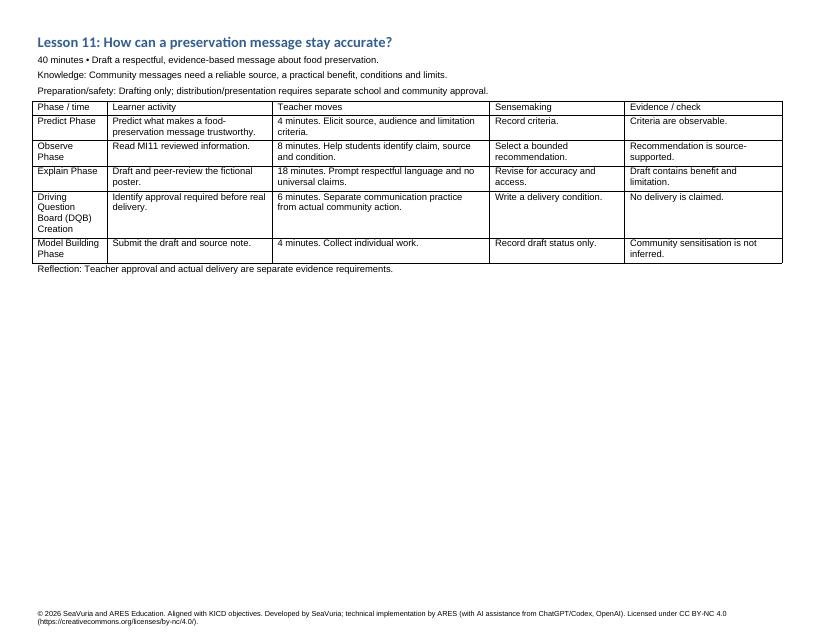 Lesson 11: How can a preservation message stay accurate?
40 minutes • Draft a respectful, evidence-based message about food preservation.
Knowledge: Community messages need a reliable source, a practical benefit, conditions and limits.
Preparation/safety: Drafting only; distribution/presentation requires separate school and community approval.
Phase / time
Learner activity
Teacher moves
Sensemaking
Evidence / check
Predict Phase
Predict what makes a food-
preservation message trustworthy.
4 minutes. Elicit source, audience and limitation
criteria.
Record criteria.
Criteria are observable.
Observe
Phase
Read MI11 reviewed information.
8 minutes. Help students identify claim, source
and condition.
Select a bounded
recommendation.
Recommendation is source-
supported.
Explain Phase
Draft and peer-review the fictional
poster.
18 minutes. Prompt respectful language and no
universal claims.
Revise for accuracy and
access.
Draft contains benefit and
limitation.
Driving
Question
Board (DQB)
Creation
Identify approval required before real
delivery.
6 minutes. Separate communication practice
from actual community action.
Write a delivery condition.
No delivery is claimed.
Model Building
Phase
Submit the draft and source note.
4 minutes. Collect individual work.
Record draft status only.
Community sensitisation is not
inferred.
Reflection: Teacher approval and actual delivery are separate evidence requirements.
© 2026 SeaVuria and ARES Education. Aligned with KICD objectives. Developed by SeaVuria; technical implementation by ARES (with AI assistance from ChatGPT/Codex, OpenAI). Licensed under CC BY-NC 4.0
(https://creativecommons.org/licenses/by-nc/4.0/).